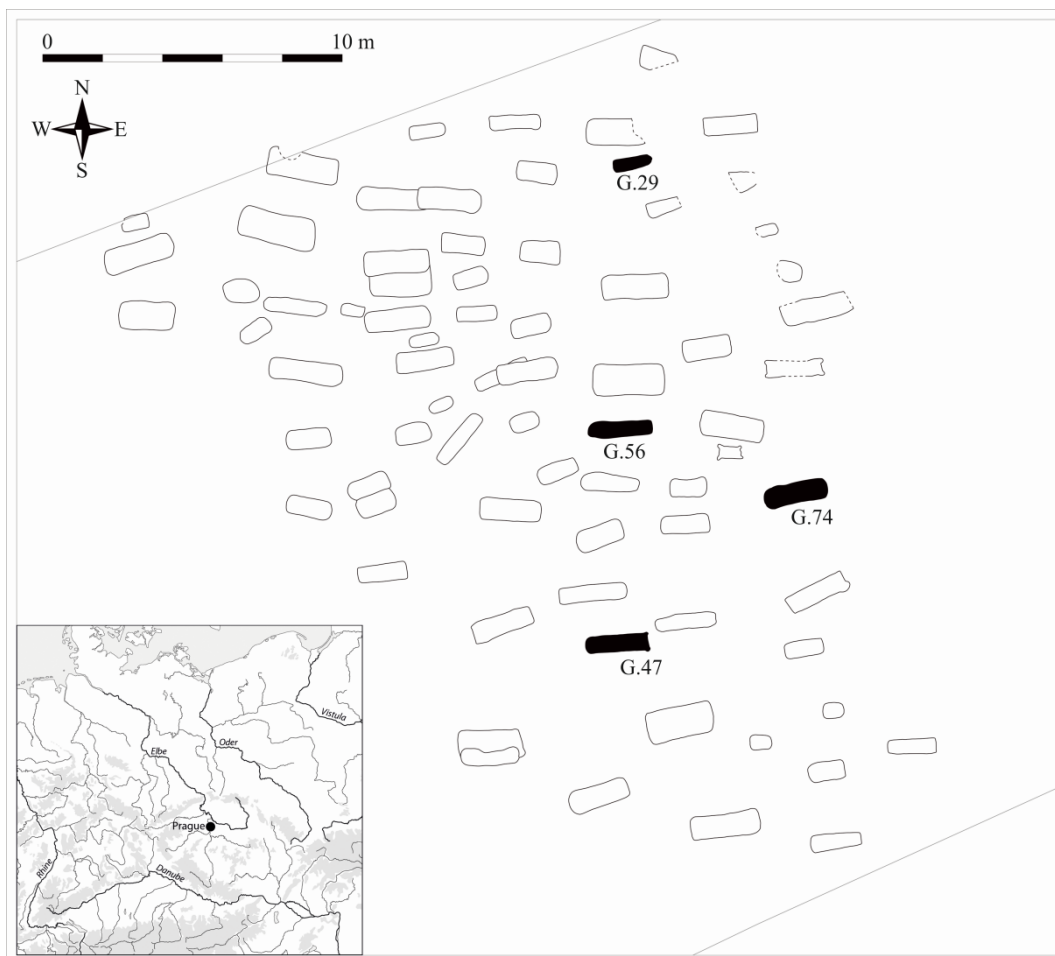 0 10 m
N
W E
S
G.29
G.56
G.74
G.47
Vistula
Oder
Elbe
Prague
Rhine
Danube